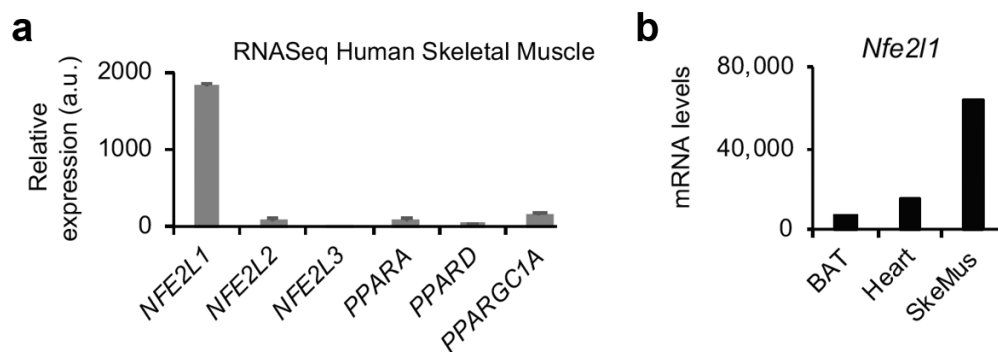 a
RNASeq Human Skeletal Muscle
Relative
expression (a.u.)
2000
1000
0
NFE2L1
NFE2L2
NFE2L3
PPARA
PPARD
PPARGC1A
b
Nfe2l1
mRNA levels
80,000
40,000
0
BAT
Heart
SkeMus